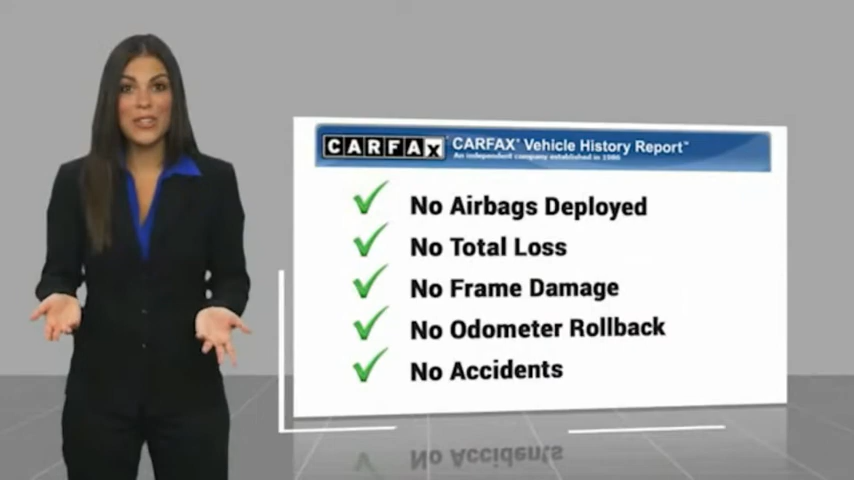 CARFAX
CARFAX® Vehicle History Report™
An independent company established in 1986
No Airbags Deployed
No Total Loss
No Frame Damage
No Odometer Rollback
No Accidents
No Accidents